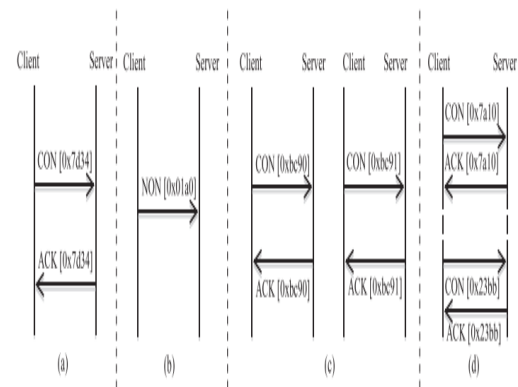 Client Server
CON [0x7d34]
ACK [0x7d34]
(a)
Client Server
NON [0x01a0]
(b)
Client Server
CON [0xbc90]
ACK [0xbc90]
Client Server
CON [0xbc91]
ACK [0xbc91]
(c)
Client Server
CON [0x7a10]
ACK [0x7a10]
CON [0x23bb]
ACK [0x23bb]
(d)